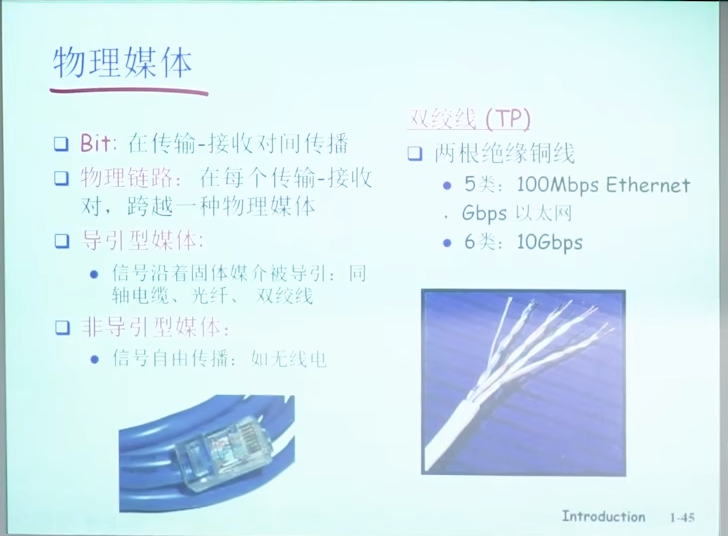 物理媒体
Bit: 在传输-接收对间传播
物理链路：在每个传输-接收
对，跨越一种物理媒体
导引型媒体:
信号沿着固体媒介被导引：同
轴电缆、光纤、 双绞线
非导引型媒体：
信号自由传播：如无线电
双绞线 (TP)
两根绝缘铜线
5类：100Mbps Ethernet
Gbps 以太网
6类：10Gbps
Introduction 1-45